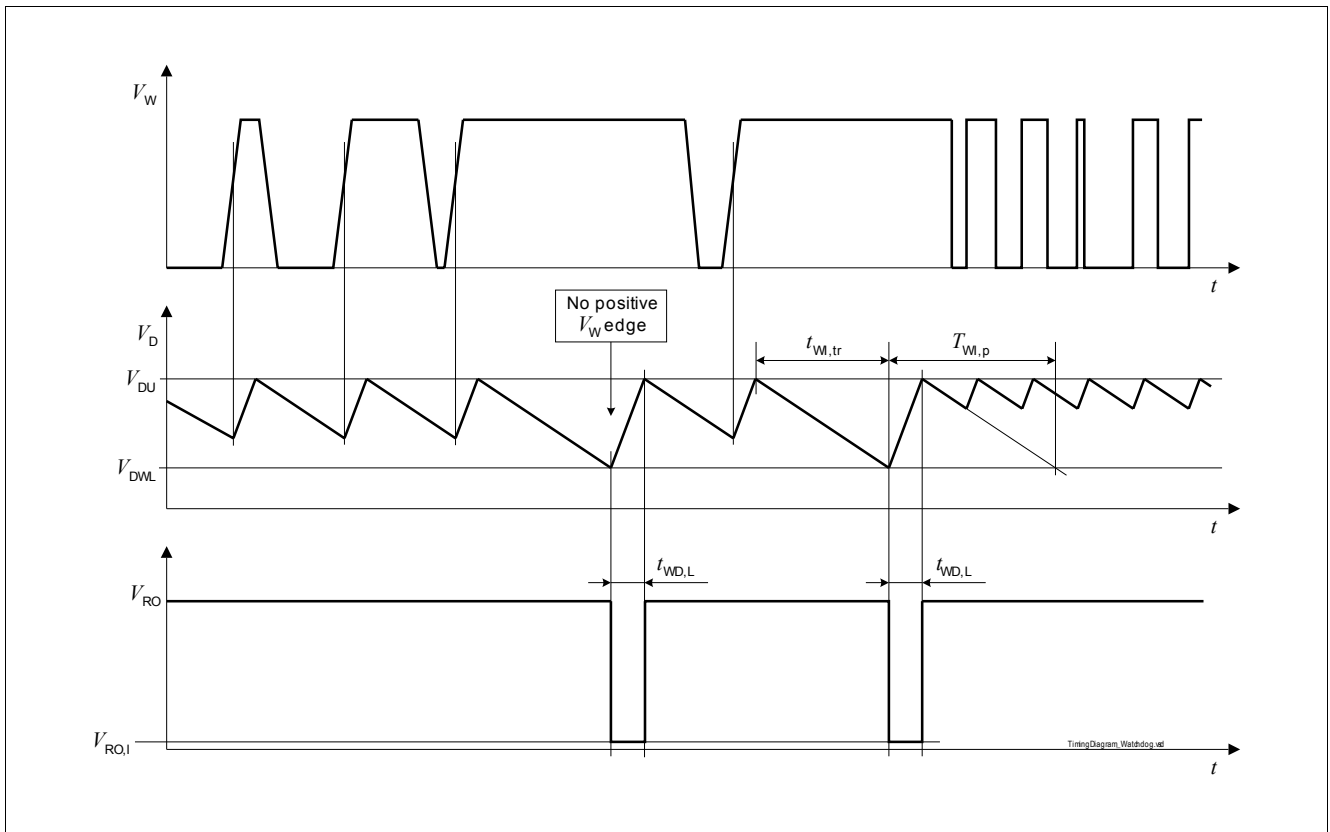 V_W
t
No positive
V_W edge
V_D
t_WI,tr
T_WI,p
V_DU
V_DWL
t
t_WD,L
t_WD,L
V_RO
V_RO,l
TimingDiagram_Watchdog.vsd
t